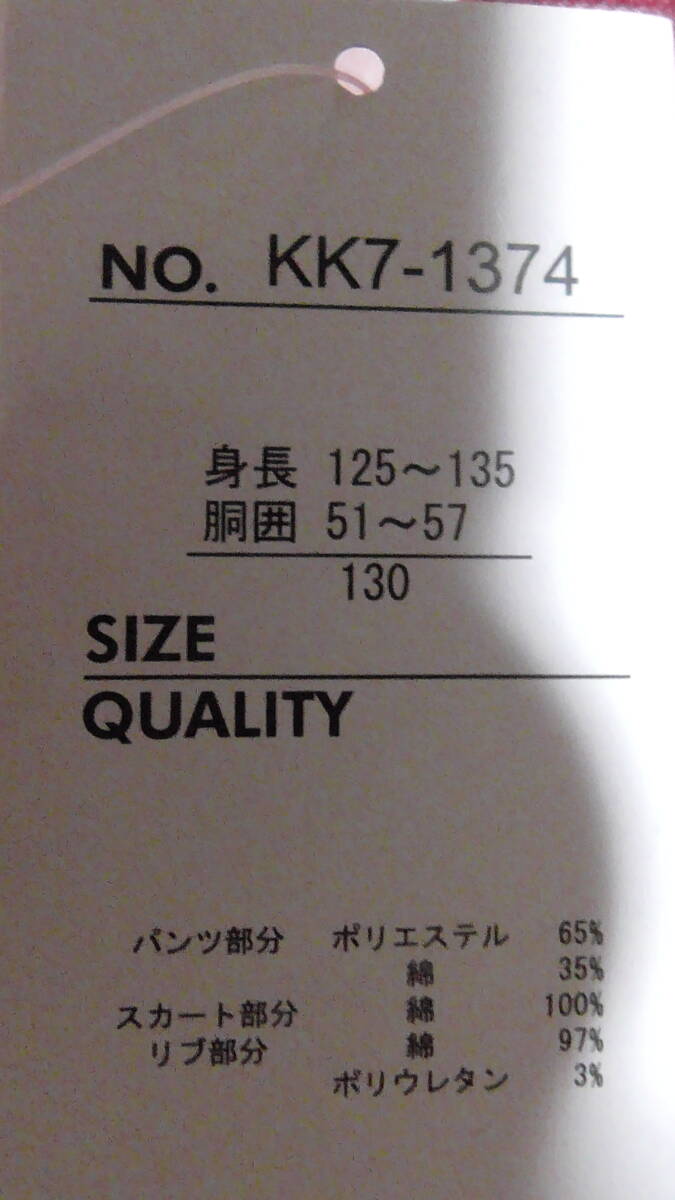 NO. KK7-1374
身長 125～135
胴囲 51～57
130
SIZE
QUALITY
パンツ部分 ポリエステル 65%
綿 35%
スカート部分 綿 100%
リブ部分 綿 97%
ポリウレタン 3%